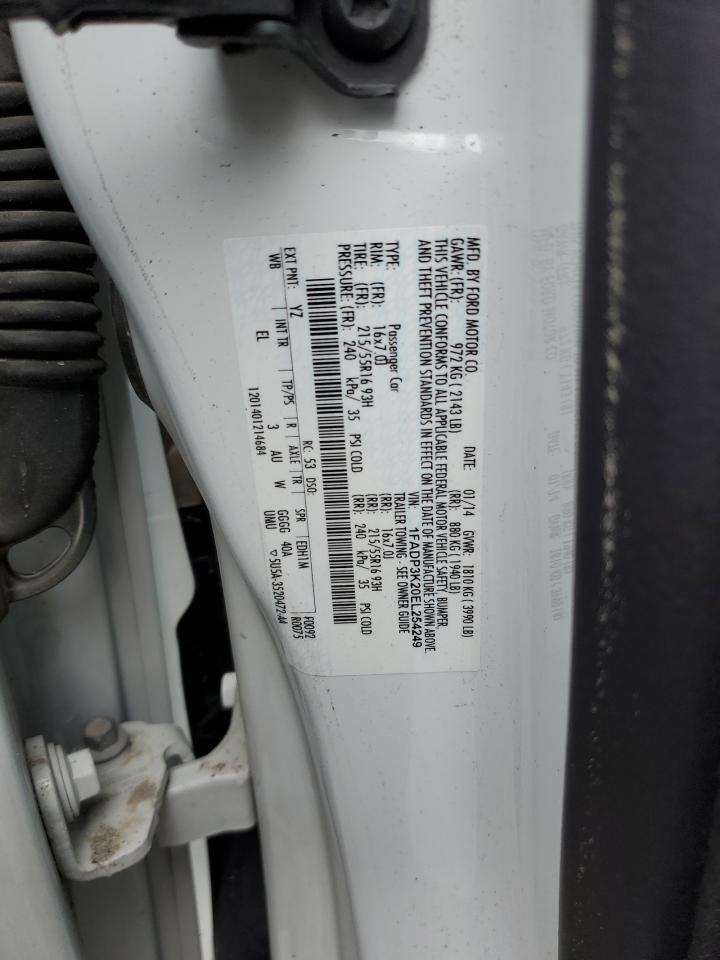 MFD. BY FORD MOTOR CO.
DATE: 01/14 GVWR: 1810 KG ( 3990 LB)
GAWR: (FR): 972 KG ( 2143 LB) (RR): 880 KG ( 1940 LB)
THIS VEHICLE CONFORMS TO ALL APPLICABLE FEDERAL MOTOR VEHICLE SAFETY, BUMPER,
AND THEFT PREVENTION STANDARDS IN EFFECT ON THE DATE OF MANUFACTURE SHOWN ABOVE.
VIN: 1FADP3K20EL254249
TYPE: Passenger Car TRAILER TOWING - SEE OWNER GUIDE
RIM: (FR): 16x7.0J (RR): 16x7.0J
TIRE: (FR): 215/55R16 93H (RR): 215/55R16 93H
PRESSURE: (FR): 240 kPa/ 35 PSI COLD (RR): 240 kPa/ 35 PSI COLD
RC: 53 DSO: F0092
EXT PNT: YZ R0075
INT TR TP/PS R AXLE TR SPR EDH1M
WB EL 3 AU W GGGG 40A
UMU
1201401214684 ▽5U5A-3520472-AA